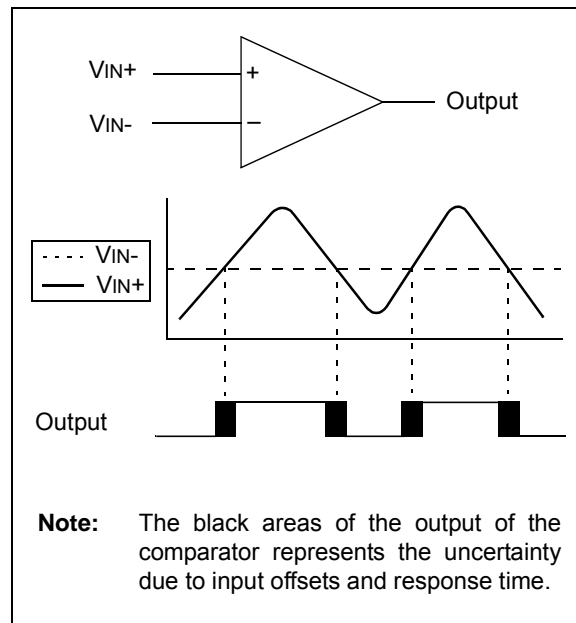 VIN+
+
Output
VIN-
−
VIN-
VIN+
Output
Note: The black areas of the output of the
comparator represents the uncertainty
due to input offsets and response time.